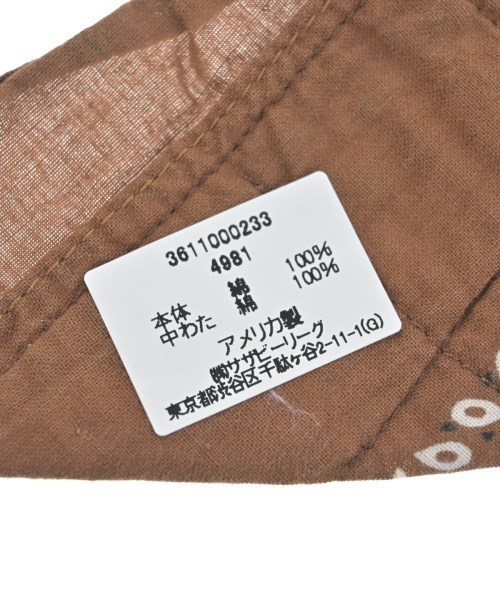 3611000233
4981
本体 綿 100%
中わた 綿 100%
アメリカ製
㈱サザビーリーグ
東京都渋谷区千駄ヶ谷2-11-1(G)